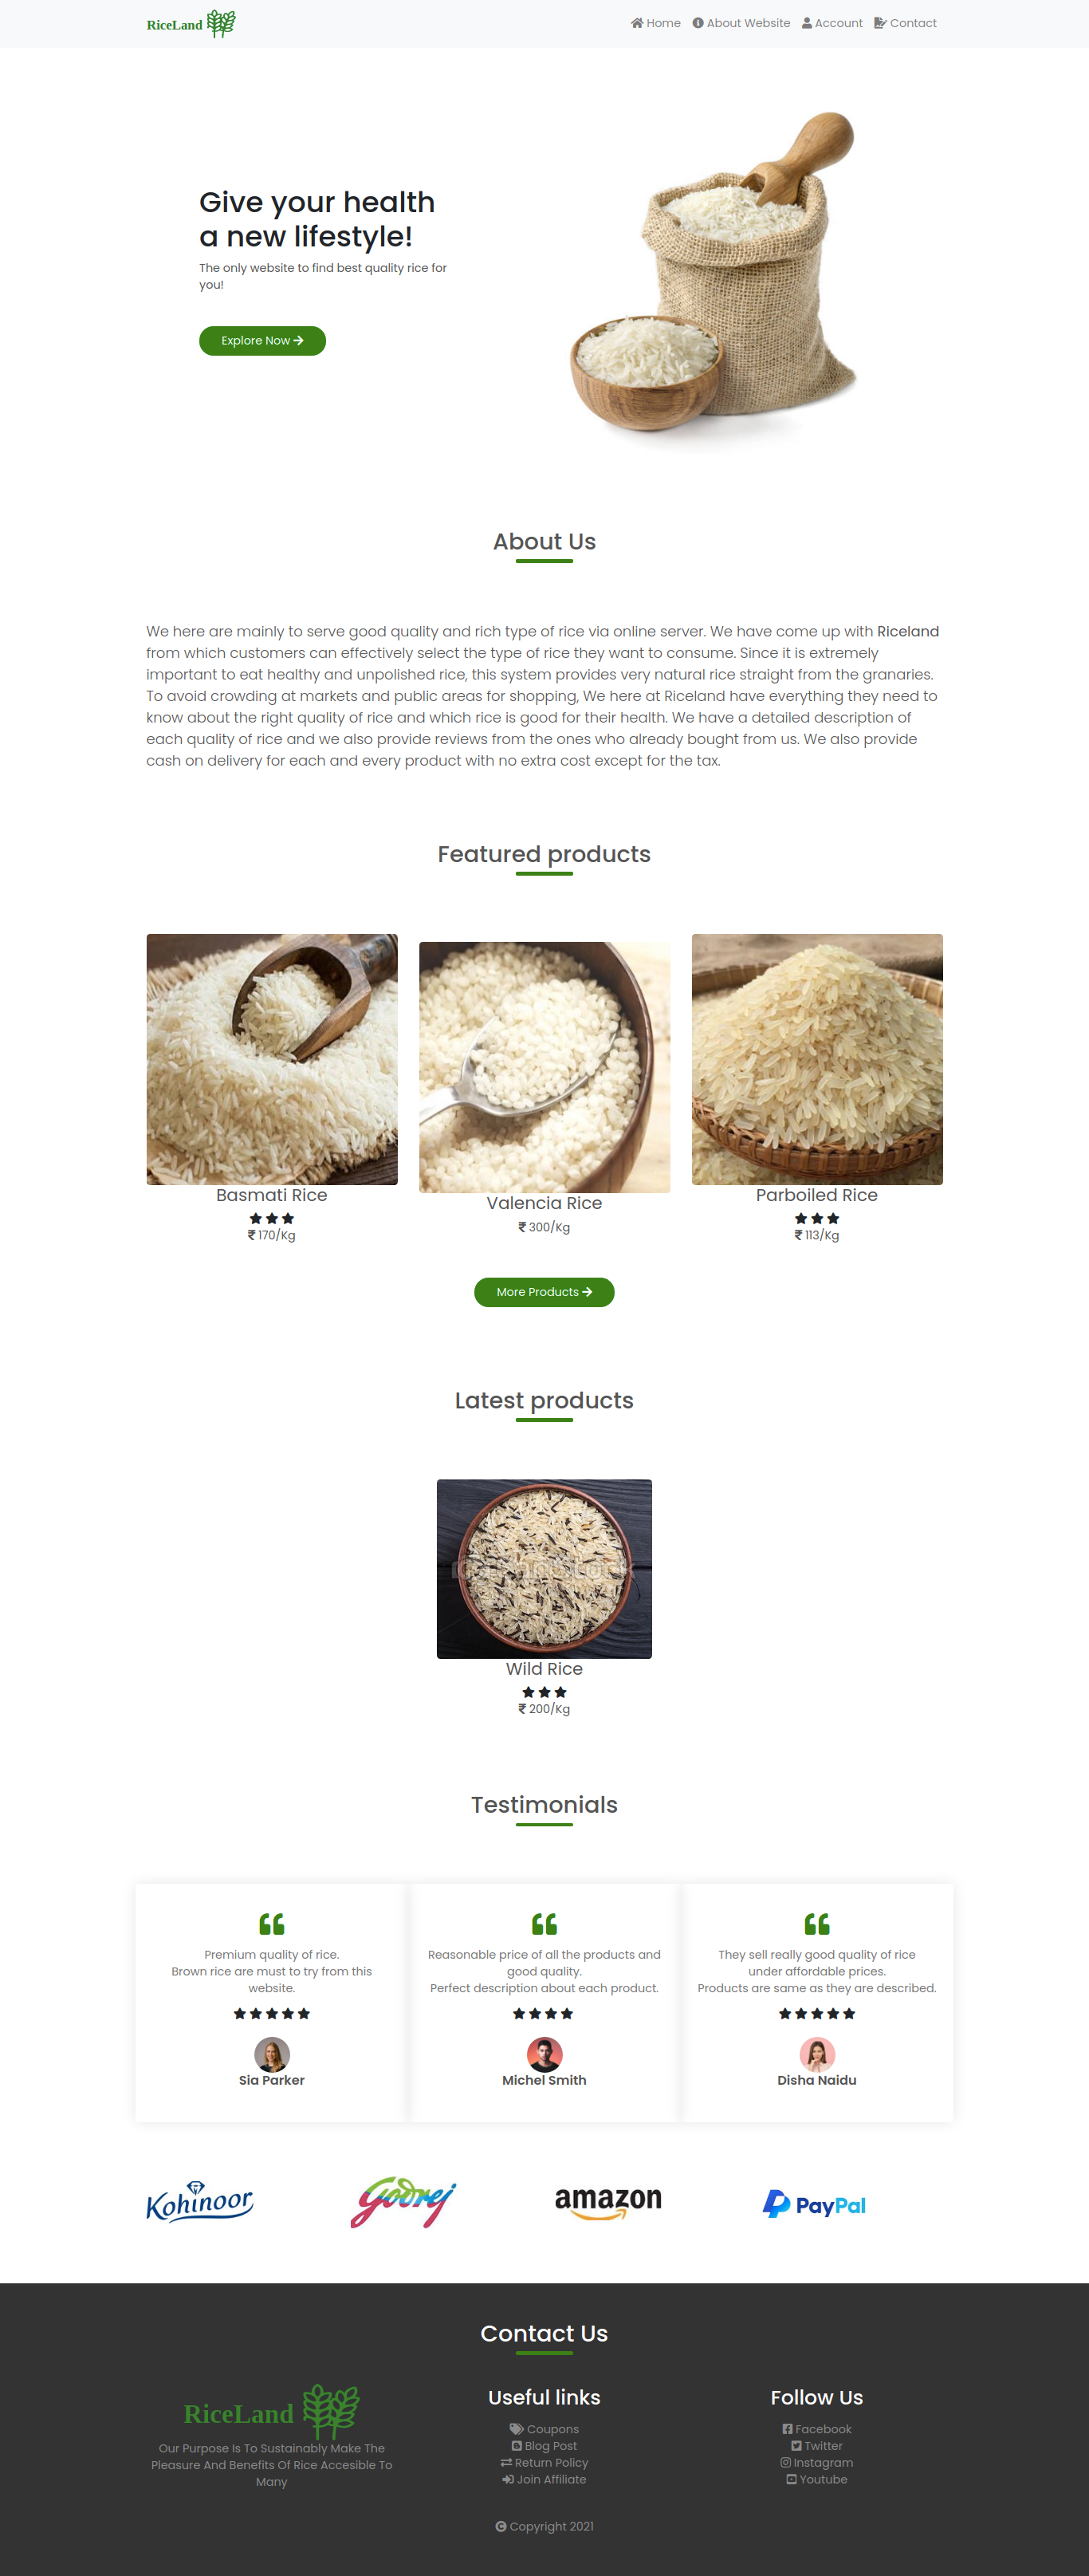 RiceLand
Home About Website Account Contact
Give your health
a new lifestyle!
The only website to find best quality rice for
you!
Explore Now
About Us
We here are mainly to serve good quality and rich type of rice via online server. We have come up with Riceland
from which customers can effectively select the type of rice they want to consume. Since it is extremely
important to eat healthy and unpolished rice, this system provides very natural rice straight from the granaries.
To avoid crowding at markets and public areas for shopping, We here at Riceland have everything they need to
know about the right quality of rice and which rice is good for their health. We have a detailed description of
each quality of rice and we also provide reviews from the ones who already bought from us. We also provide
cash on delivery for each and every product with no extra cost except for the tax.
Featured products
Basmati Rice
₹ 170/Kg
Valencia Rice
₹ 300/Kg
Parboiled Rice
₹ 113/Kg
More Products
Latest products
Wild Rice
₹ 200/Kg
Testimonials
Premium quality of rice.
Brown rice are must to try from this
website.
Sia Parker
Reasonable price of all the products and
good quality.
Perfect description about each product.
Michel Smith
They sell really good quality of rice
under affordable prices.
Products are same as they are described.
Disha Naidu
Kohinoor
Godrej
amazon
PayPal
Contact Us
RiceLand
Our Purpose Is To Sustainably Make The
Pleasure And Benefits Of Rice Accesible To
Many
Useful links
Coupons
Blog Post
Return Policy
Join Affiliate
Follow Us
Facebook
Twitter
Instagram
Youtube
© Copyright 2021